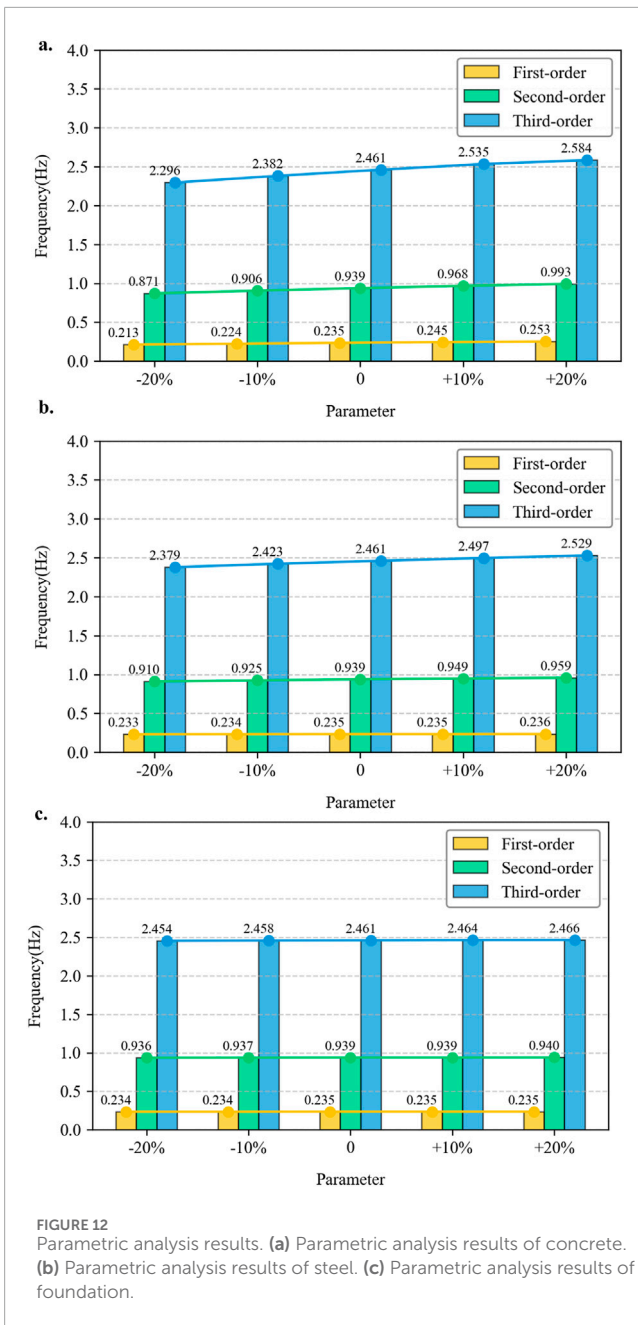 a.
4.0
3.5
3.0
2.5
2.0
1.5
1.0
0.5
0.0
Frequency(Hz)
First-order
Second-order
Third-order
2.296 2.382 2.461 2.535 2.584
0.871 0.906 0.939 0.968 0.993
0.213 0.224 0.235 0.245 0.253
-20% -10% 0 +10% +20%
Parameter
b.
4.0
3.5
3.0
2.5
2.0
1.5
1.0
0.5
0.0
Frequency(Hz)
First-order
Second-order
Third-order
2.379 2.423 2.461 2.497 2.529
0.910 0.925 0.939 0.949 0.959
0.233 0.234 0.235 0.235 0.236
-20% -10% 0 +10% +20%
Parameter
c.
4.0
3.5
3.0
2.5
2.0
1.5
1.0
0.5
0.0
Frequency(Hz)
First-order
Second-order
Third-order
2.454 2.458 2.461 2.464 2.466
0.936 0.937 0.939 0.939 0.940
0.234 0.234 0.235 0.235 0.235
-20% -10% 0 +10% +20%
Parameter
FIGURE 12
Parametric analysis results. (a) Parametric analysis results of concrete.
(b) Parametric analysis results of steel. (c) Parametric analysis results of
foundation.